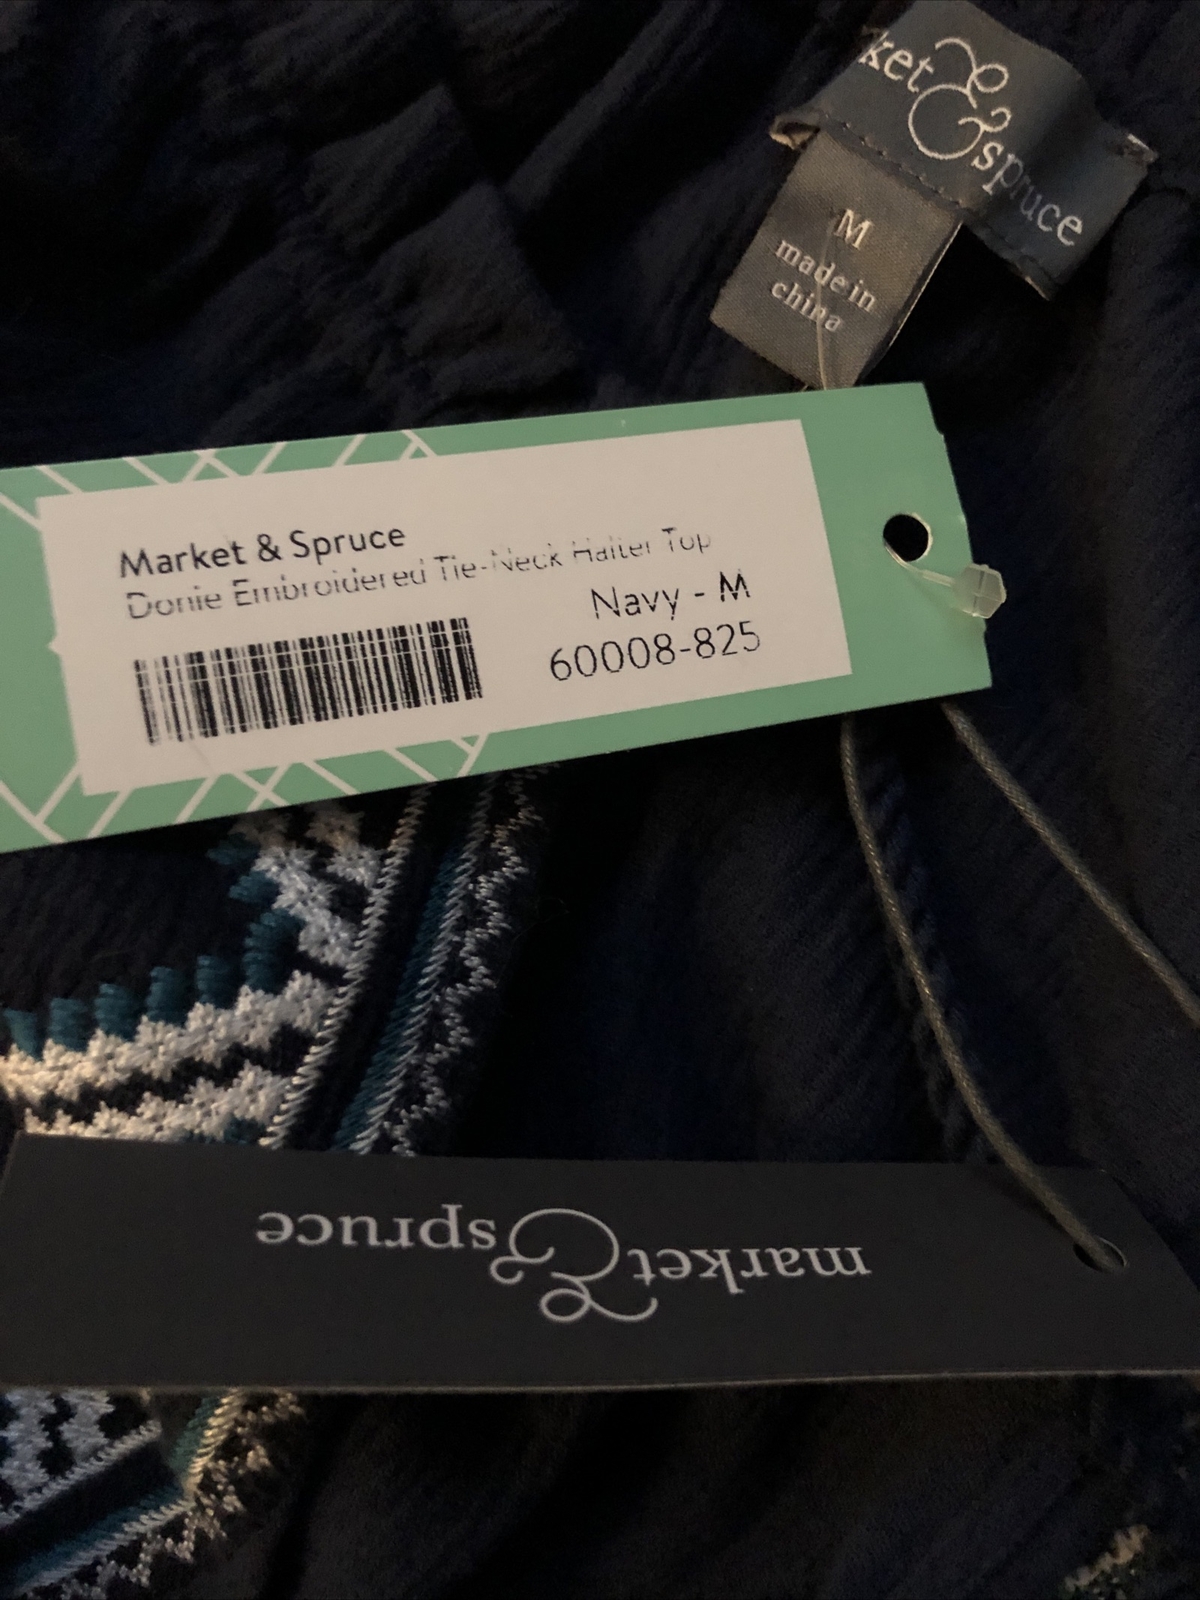 ket & spruce
M
made in
china
Market & Spruce
Donie Embroidered Tie-Neck Halter Top
Navy - M
60008-825
market & spruce